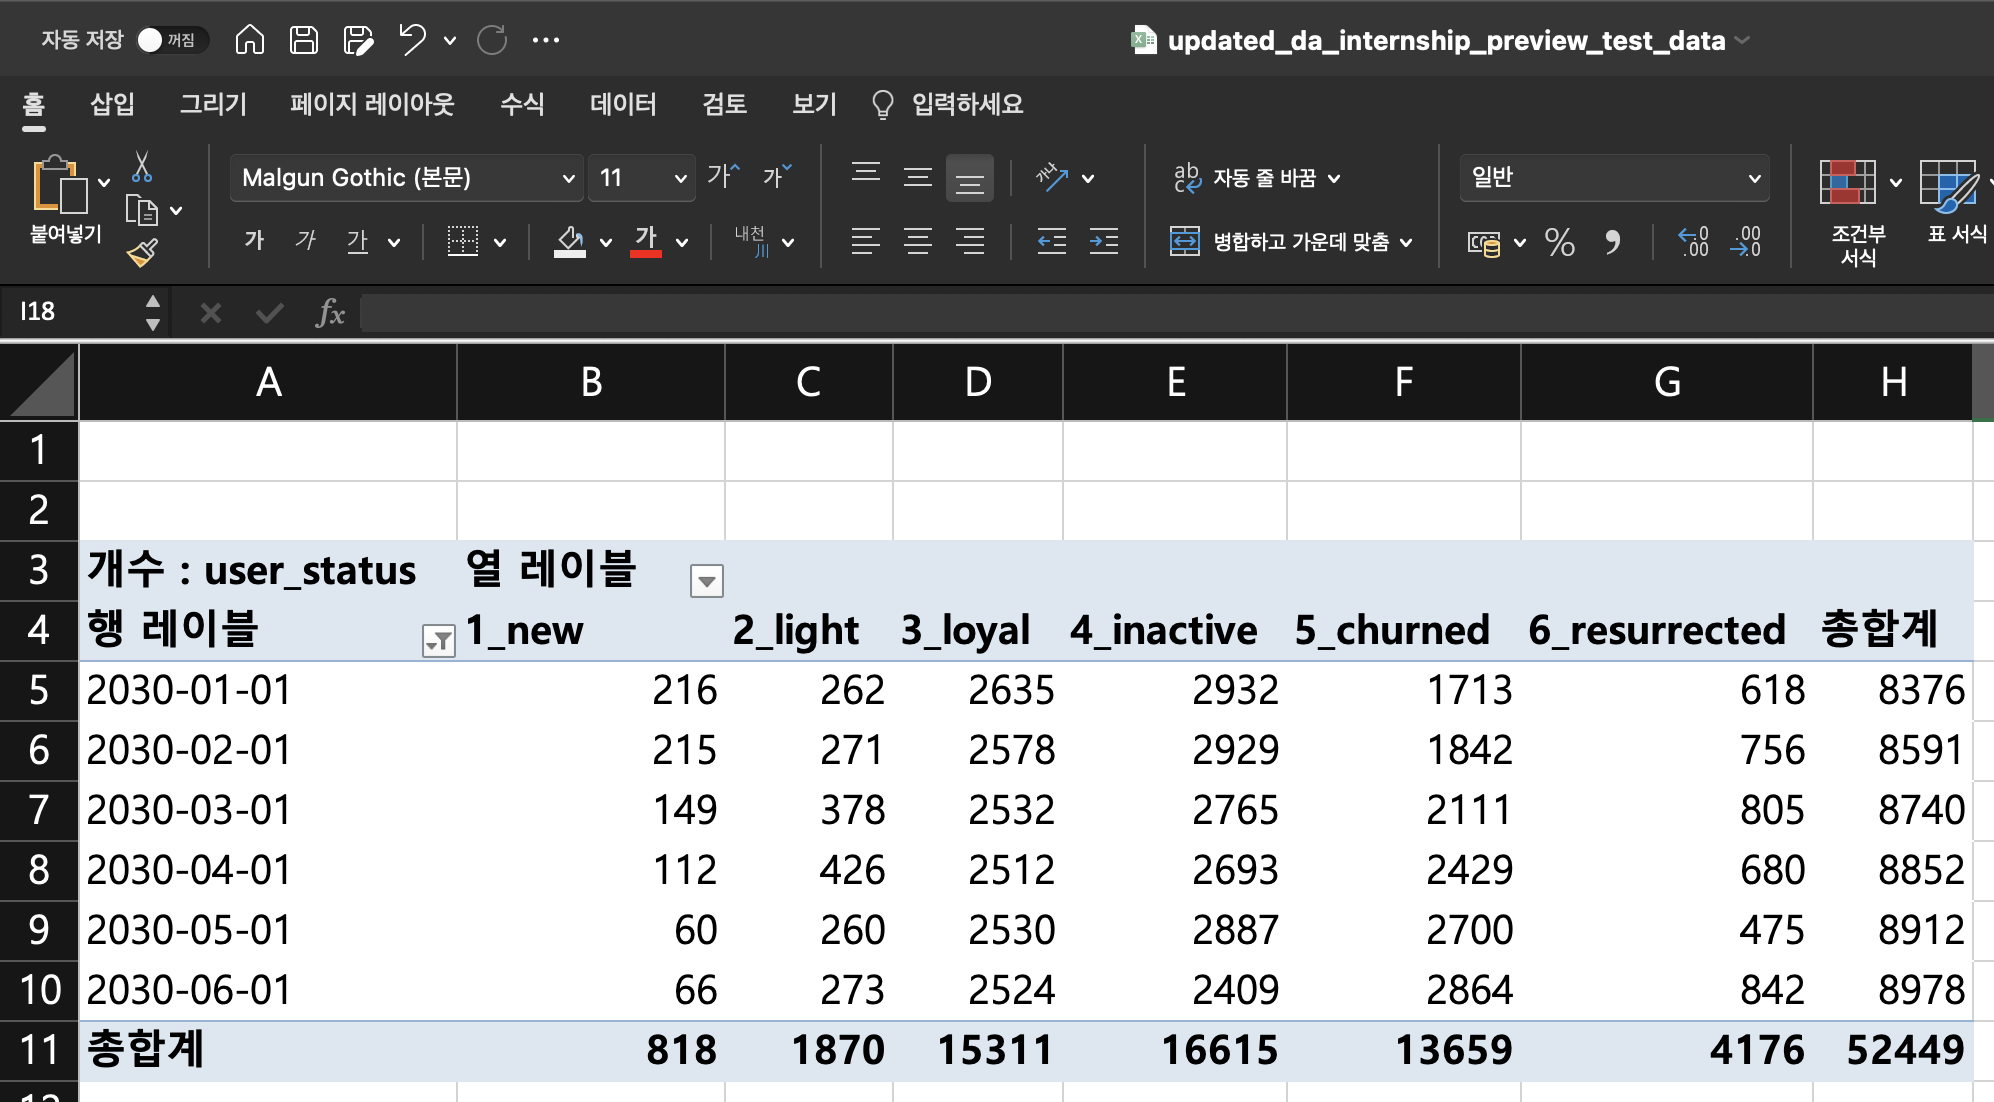 자동 저장 꺼짐 updated_da_internship_preview_test_data
홈 삽입 그리기 페이지 레이아웃 수식 데이터 검토 보기 입력하세요
붙여넣기 Malgun Gothic (본문) 11 가 가 ab c 자동 줄 바꿈 일반
가 가 가 가 내천 川 병합하고 가운데 맞춤 % 0 .00 .00 0 조건부 서식 표 서식
I18 fx
A B C D E F G H
1
2
3 개수 : user_status 열 레이블
4 행 레이블 1_new 2_light 3_loyal 4_inactive 5_churned 6_resurrected 총합계
5 2030-01-01 216 262 2635 2932 1713 618 8376
6 2030-02-01 215 271 2578 2929 1842 756 8591
7 2030-03-01 149 378 2532 2765 2111 805 8740
8 2030-04-01 112 426 2512 2693 2429 680 8852
9 2030-05-01 60 260 2530 2887 2700 475 8912
10 2030-06-01 66 273 2524 2409 2864 842 8978
11 총합계 818 1870 15311 16615 13659 4176 52449